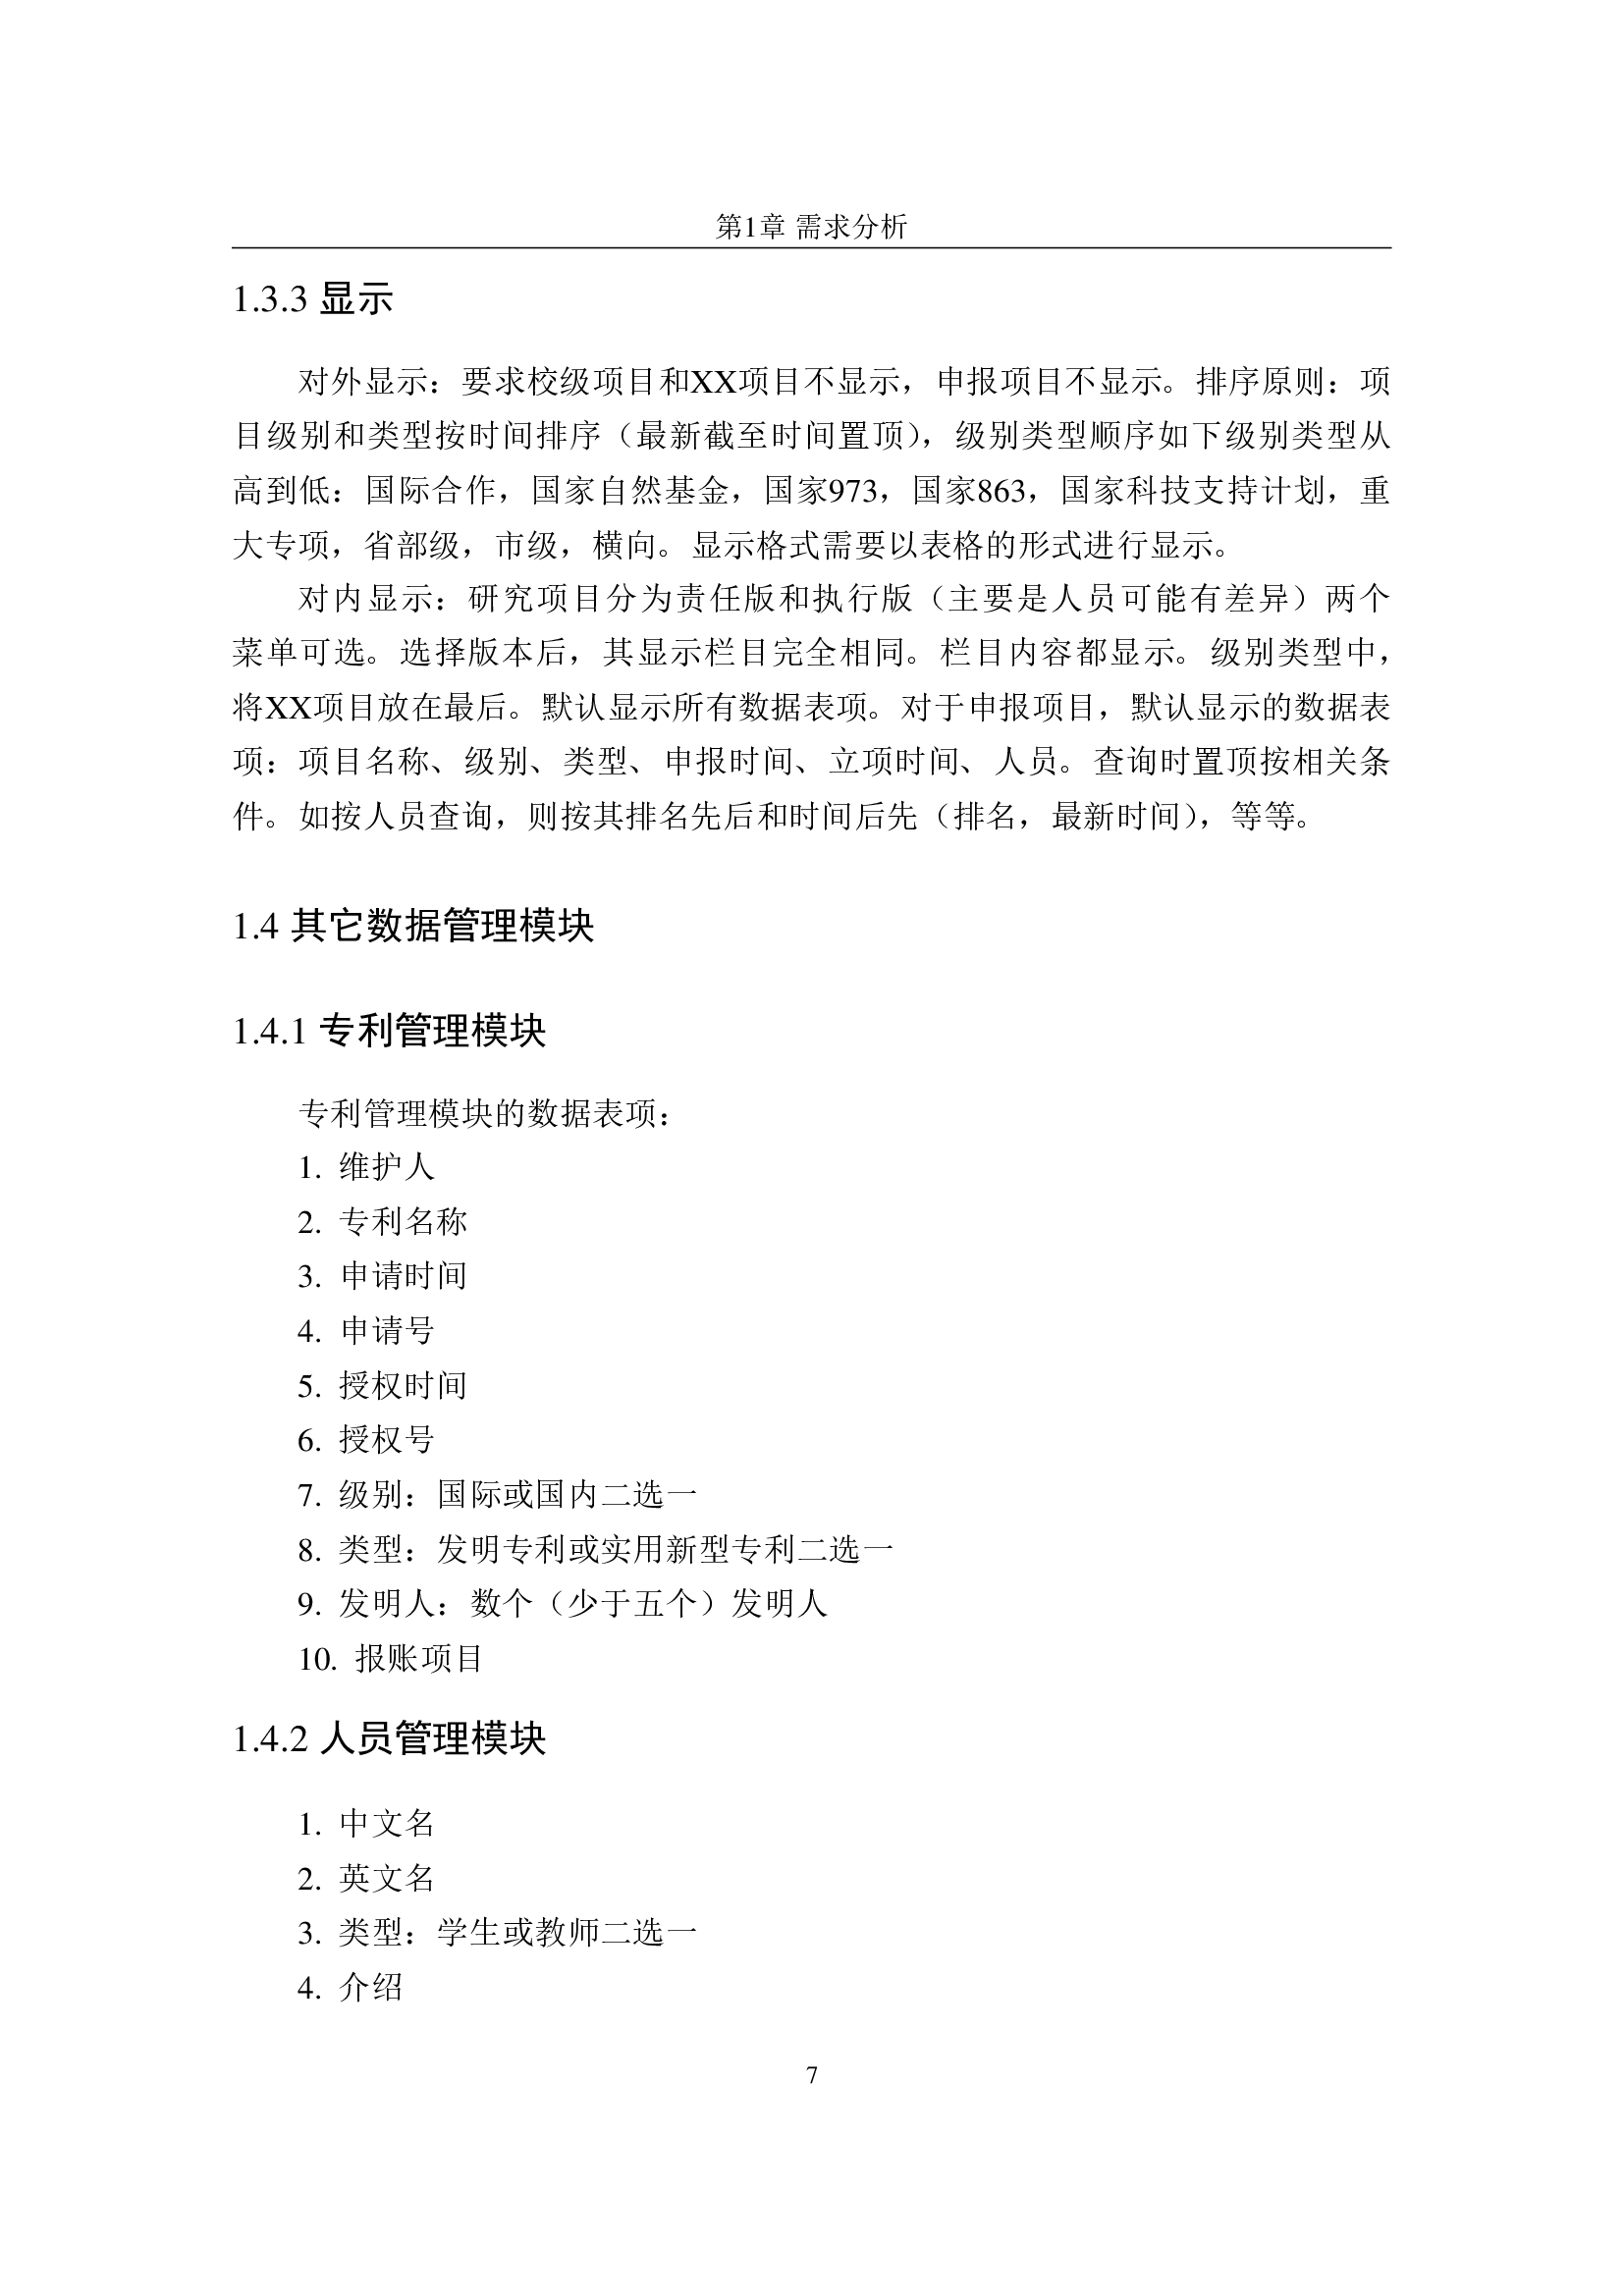 第1章 需求分析
1.3.3 显示
对外显示：要求校级项目和XX项目不显示，申报项目不显示。排序原则：项
目级别和类型按时间排序（最新截至时间置顶），级别类型顺序如下级别类型从
高到低：国际合作，国家自然基金，国家973，国家863，国家科技支持计划，重
大专项，省部级，市级，横向。显示格式需要以表格的形式进行显示。
对内显示：研究项目分为责任版和执行版（主要是人员可能有差异）两个
菜单可选。选择版本后，其显示栏目完全相同。栏目内容都显示。级别类型中，
将XX项目放在最后。默认显示所有数据表项。对于申报项目，默认显示的数据表
项：项目名称、级别、类型、申报时间、立项时间、人员。查询时置顶按相关条
件。如按人员查询，则按其排名先后和时间后先（排名，最新时间），等等。
1.4 其它数据管理模块
1.4.1 专利管理模块
专利管理模块的数据表项：
1. 维护人
2. 专利名称
3. 申请时间
4. 申请号
5. 授权时间
6. 授权号
7. 级别：国际或国内二选一
8. 类型：发明专利或实用新型专利二选一
9. 发明人：数个（少于五个）发明人
10. 报账项目
1.4.2 人员管理模块
1. 中文名
2. 英文名
3. 类型：学生或教师二选一
4. 介绍
7